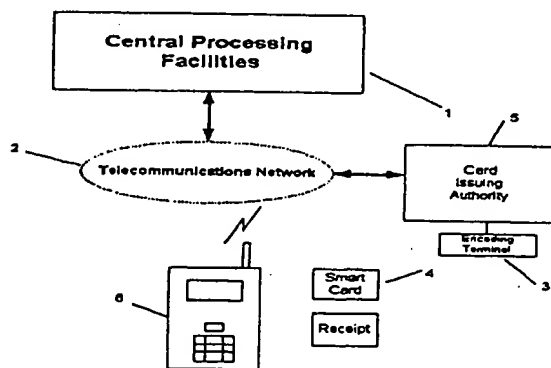 Central Processing
Facilities
1
2
Telecommunications Network
5
Card
Issuing
Authority
Encoding
Terminal
3
4
Smart
Card
Receipt
6